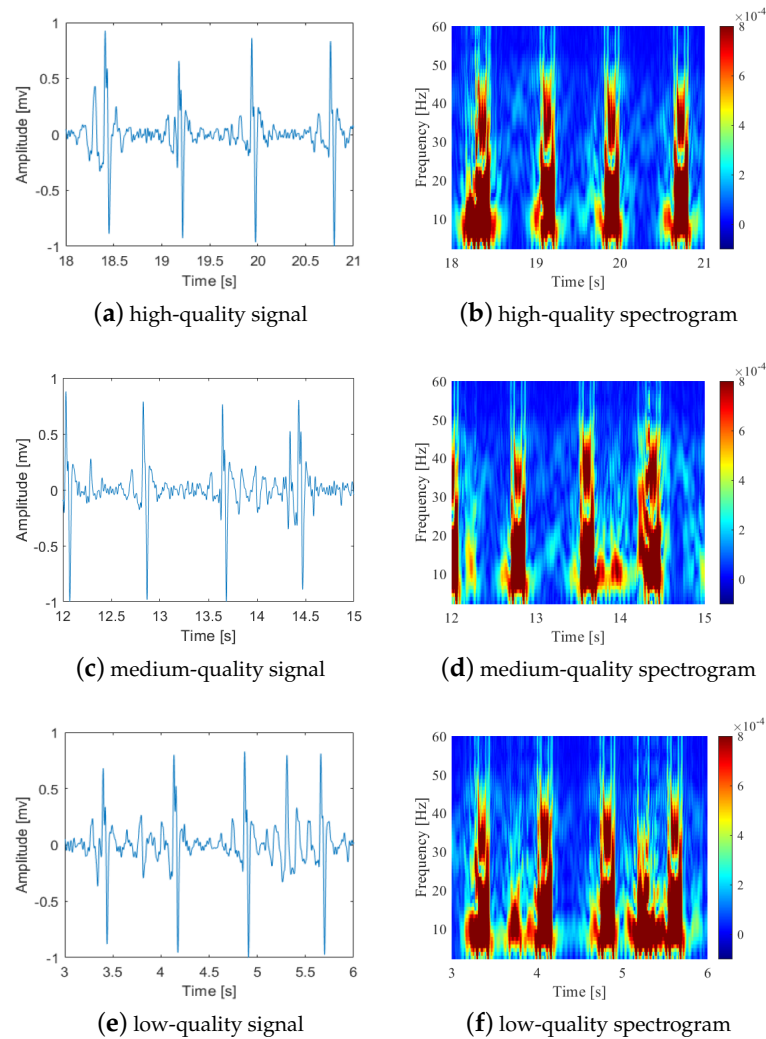 ×10-4
1
0.5
0
-0.5
-1
Amplitude [mv]
18 18.5 19 19.5 20 20.5 21
Time [s]
60
50
40
30
20
10
Frequency [Hz]
18 19 20 21
Time [s]
8
6
4
2
0
(a) high-quality signal
(b) high-quality spectrogram
1
0.5
0
-0.5
-1
Amplitude [mv]
12 12.5 13 13.5 14 14.5 15
Time [s]
60
50
40
30
20
10
Frequency [Hz]
12 13 14 15
Time [s]
×10-4
8
6
4
2
0
(c) medium-quality signal
(d) medium-quality spectrogram
1
0.5
0
-0.5
-1
Amplitude [mv]
3 3.5 4 4.5 5 5.5 6
Time [s]
60
50
40
30
20
10
Frequency [Hz]
3 4 5 6
Time [s]
×10-4
8
6
4
2
0
(e) low-quality signal
(f) low-quality spectrogram